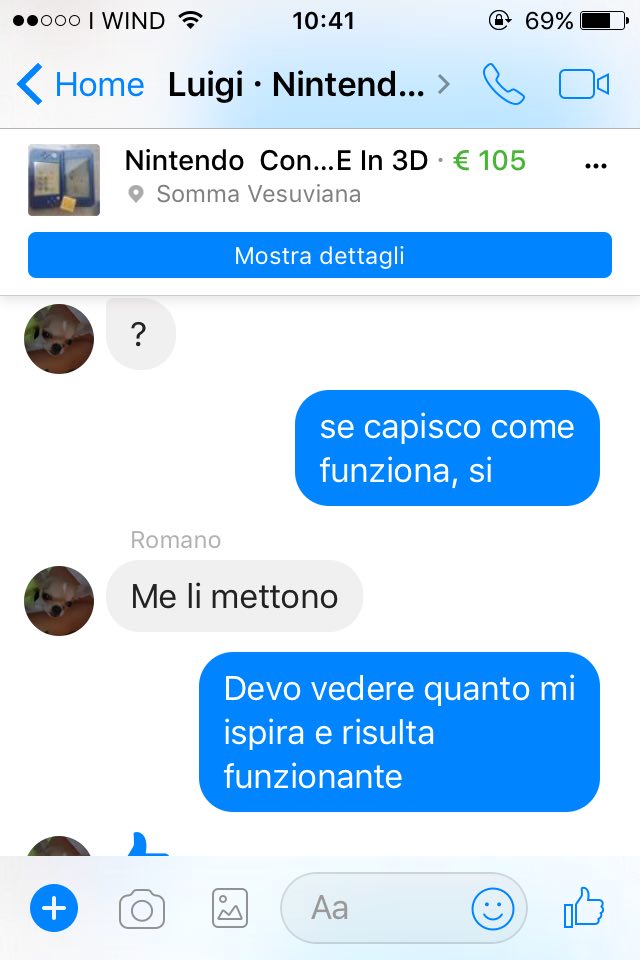 I WIND 10:41 69%
Home Luigi · Nintend...
Nintendo Con...E In 3D · € 105
Somma Vesuviana
Mostra dettagli
?
se capisco come
funziona, si
Romano
Me li mettono
Devo vedere quanto mi
ispira e risulta
funzionante
Aa